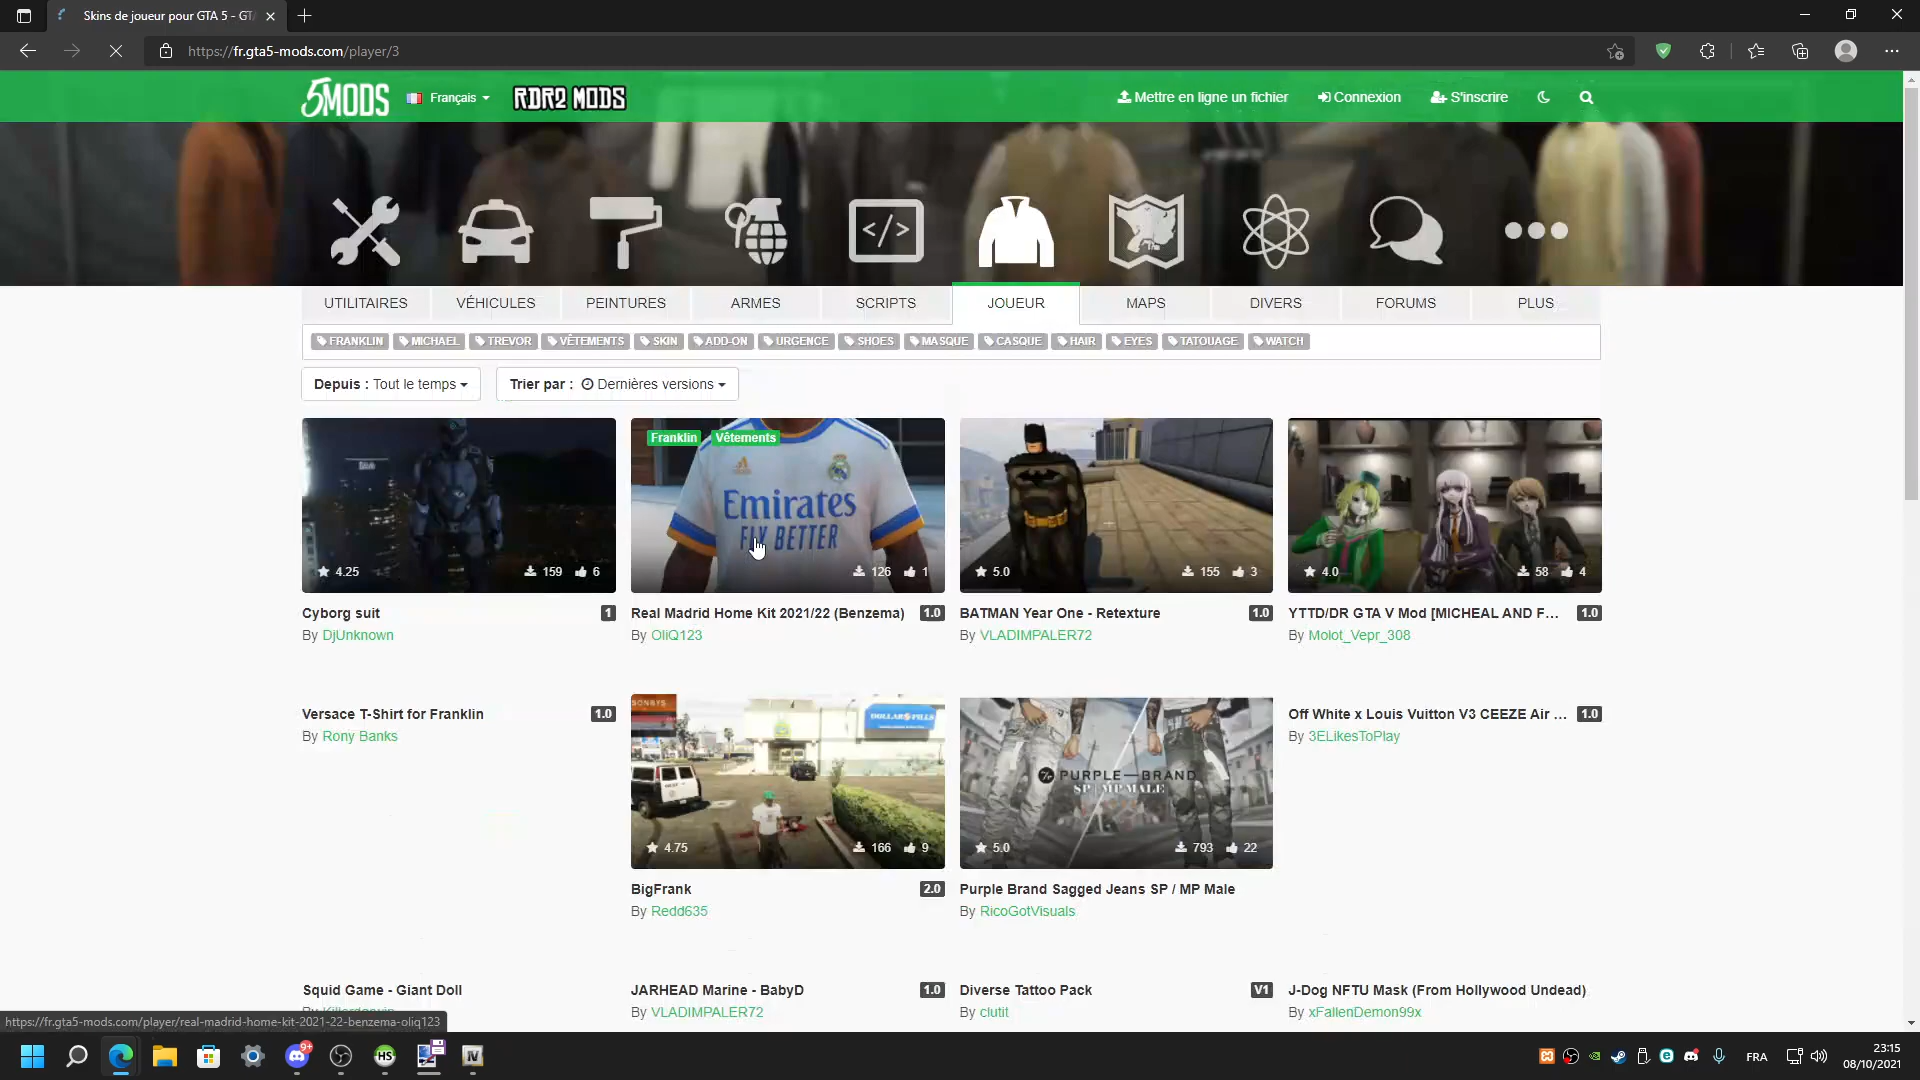 Skins de joueur pour GTA 5 - GT
https://fr.gta5-mods.com/player/3
5MODS
Français
RDR2 MODS
Mettre en ligne un fichier
Connexion
S'inscrire
UTILITAIRES
VÉHICULES
PEINTURES
ARMES
SCRIPTS
JOUEUR
MAPS
DIVERS
FORUMS
PLUS
FRANKLIN
MICHAEL
TREVOR
VÊTEMENTS
SKIN
ADD-ON
URGENCE
SHOES
MASQUE
CASQUE
HAIR
EYES
TATOUAGE
WATCH
Depuis : Tout le temps
Trier par : Dernières versions
4.25
159
6
Franklin
Vêtements
Emirates
FLY BETTER
126
1
5.0
155
3
4.0
58
4
Cyborg suit
1
By DjUnknown
Real Madrid Home Kit 2021/22 (Benzema)
1.0
By OliQ123
BATMAN Year One - Retexture
1.0
By VLADIMPALER72
YTTD/DR GTA V Mod [MICHEAL AND F...
1.0
By Molot_Vepr_308
Versace T-Shirt for Franklin
1.0
By Rony Banks
SONNYS
DOLLAR PILLS
4.75
166
9
PURPLE—BRAND
SP | MP MALE
5.0
793
22
Off White x Louis Vuitton V3 CEEZE Air ...
1.0
By 3ELikesToPlay
BigFrank
2.0
By Redd635
Purple Brand Sagged Jeans SP / MP Male
By RicoGotVisuals
Squid Game - Giant Doll
JARHEAD Marine - BabyD
1.0
By VLADIMPALER72
Diverse Tattoo Pack
V1
By clutit
J-Dog NFTU Mask (From Hollywood Undead)
By xFallenDemon99x
https://fr.gta5-mods.com/player/real-madrid-home-kit-2021-22-benzema-oliq123
9+
HS
IV
FRA
23:15
08/10/2021